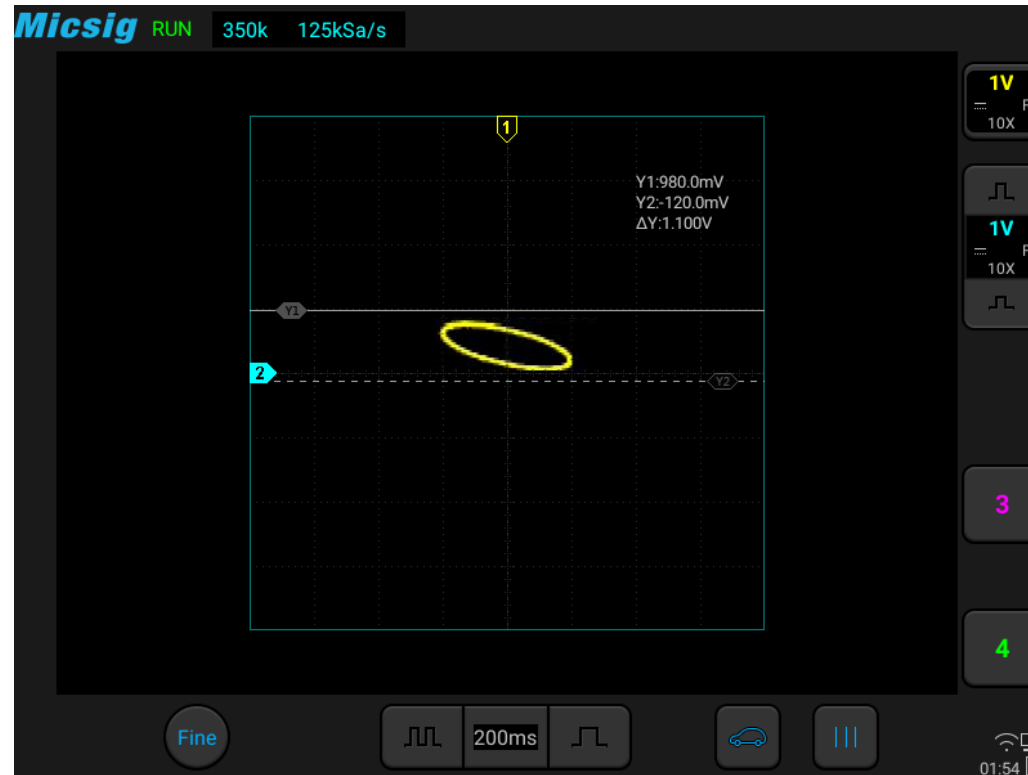 Micsig RUN 350k 125kSa/s
1V
F
10X
1
Y1:980.0mV
Y2:-120.0mV
ΔY:1.100V
1V
F
10X
Y1
2
Y2
3
4
Fine 200ms
01:54